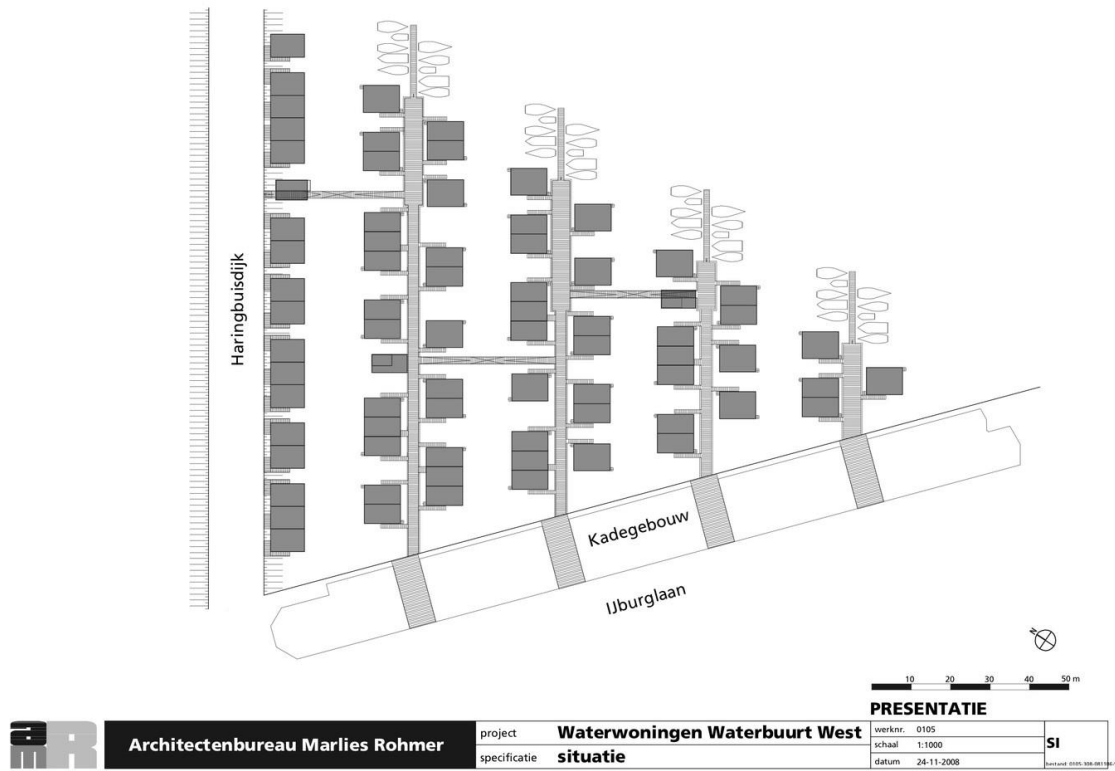 Haringbuisdijk
Kadegebouw
IJburglaan
N
10 20 30 40 50 m
PRESENTATIE
aMR
Architectenbureau Marlies Rohmer
project Waterwoningen Waterbuurt West
specificatie situatie
werknr. 0105
schaal 1:1000
datum 24-11-2008
SI